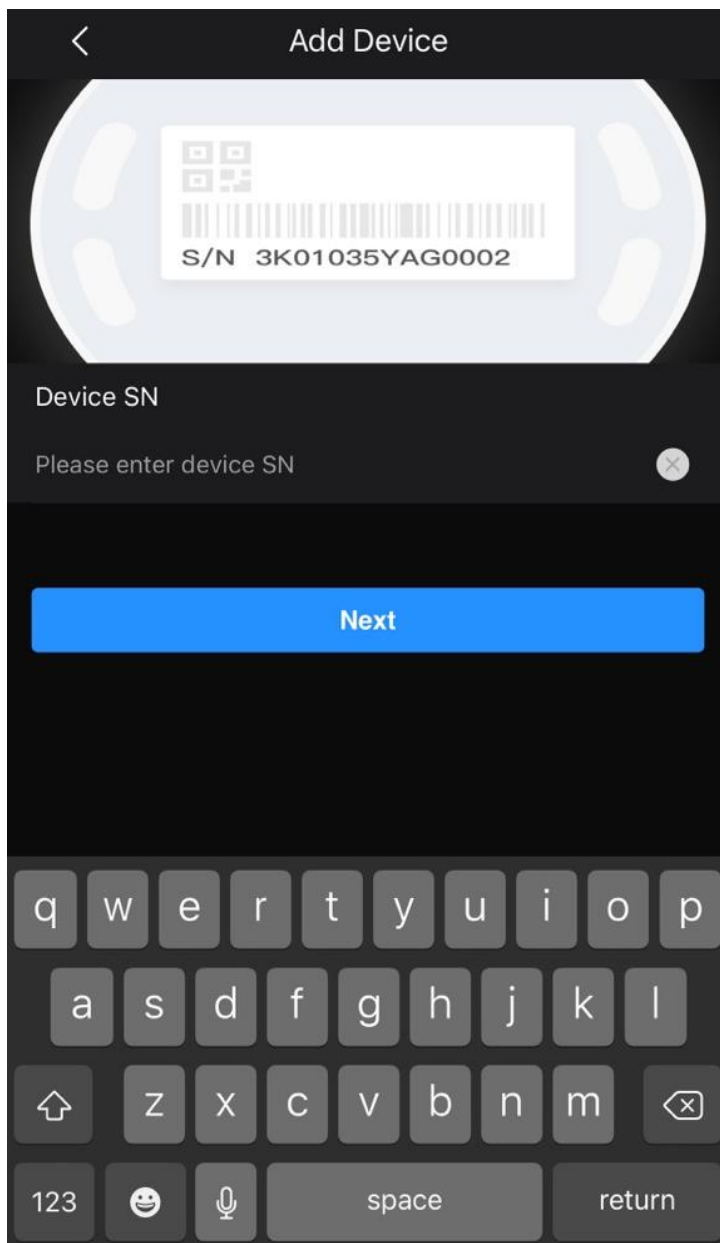 Add Device
S/N 3K01035YAG0002
Device SN
Please enter device SN
Next
q w e r t y u i o p
a s d f g h j k l
z x c v b n m
123 space return